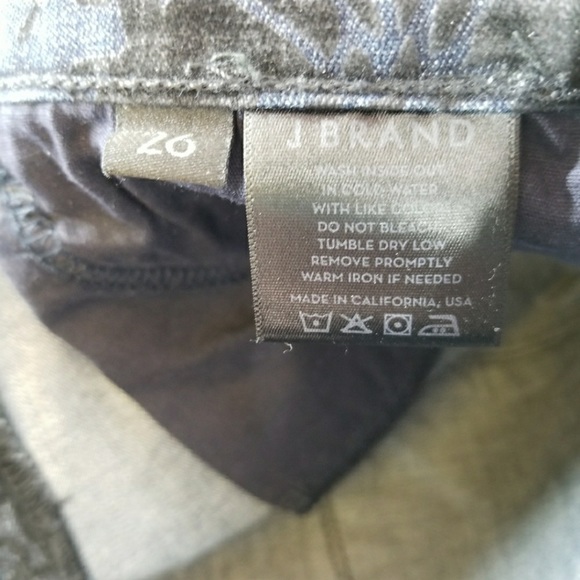 26
J BRAND
WASH INSIDE OUT
IN COLD WATER
WITH LIKE COLORS
DO NOT BLEACH
TUMBLE DRY LOW
REMOVE PROMPTLY
WARM IRON IF NEEDED
MADE IN CALIFORNIA, USA